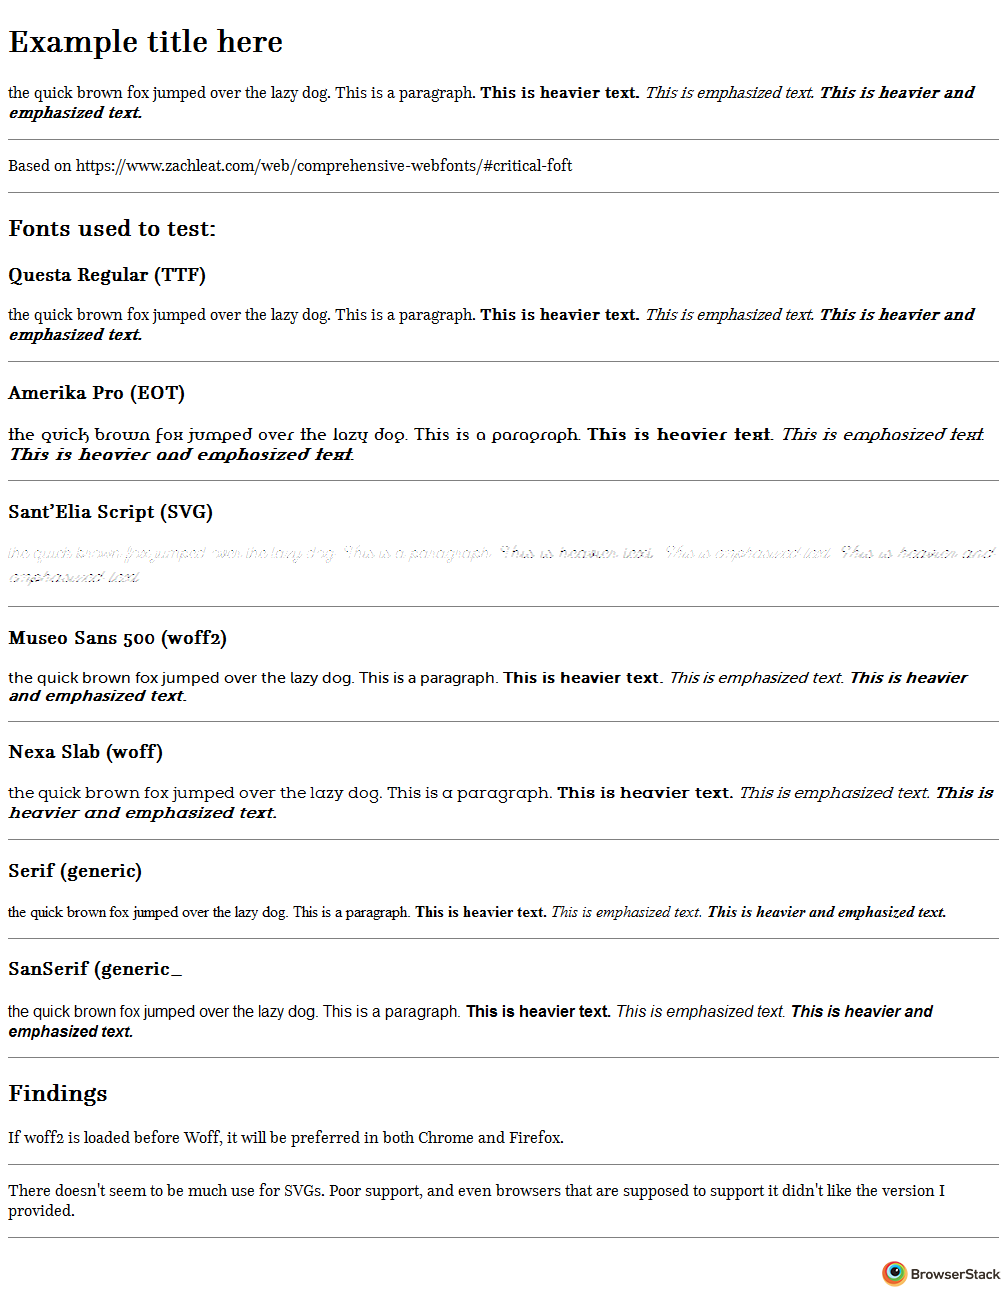 Example title here
the quick brown fox jumped over the lazy dog. This is a paragraph. This is heavier text. This is emphasized text. This is heavier and
emphasized text.
Based on https://www.zachleat.com/web/comprehensive-webfonts/#critical-foft
Fonts used to test:
Questa Regular (TTF)
the quick brown fox jumped over the lazy dog. This is a paragraph. This is heavier text. This is emphasized text. This is heavier and
emphasized text.
Amerika Pro (EOT)
the quick brown fox jumped over the lazy dog. This is a paragraph. This is heavier text. This is emphasized text.
This is heavier and emphasized text.
Sant'Elia Script (SVG)
the quick brown fox jumped over the lazy dog. This is a paragraph. This is heavier text. This is emphasized text. This is heavier and
emphasized text.
Museo Sans 500 (woff2)
the quick brown fox jumped over the lazy dog. This is a paragraph. This is heavier text. This is emphasized text. This is heavier
and emphasized text.
Nexa Slab (woff)
the quick brown fox jumped over the lazy dog. This is a paragraph. This is heavier text. This is emphasized text. This is
heavier and emphasized text.
Serif (generic)
the quick brown fox jumped over the lazy dog. This is a paragraph. This is heavier text. This is emphasized text. This is heavier and emphasized text.
SanSerif (generic_
the quick brown fox jumped over the lazy dog. This is a paragraph. This is heavier text. This is emphasized text. This is heavier and
emphasized text.
Findings
If woff2 is loaded before Woff, it will be preferred in both Chrome and Firefox.
There doesn't seem to be much use for SVGs. Poor support, and even browsers that are supposed to support it didn't like the version I
provided.
BrowserStack